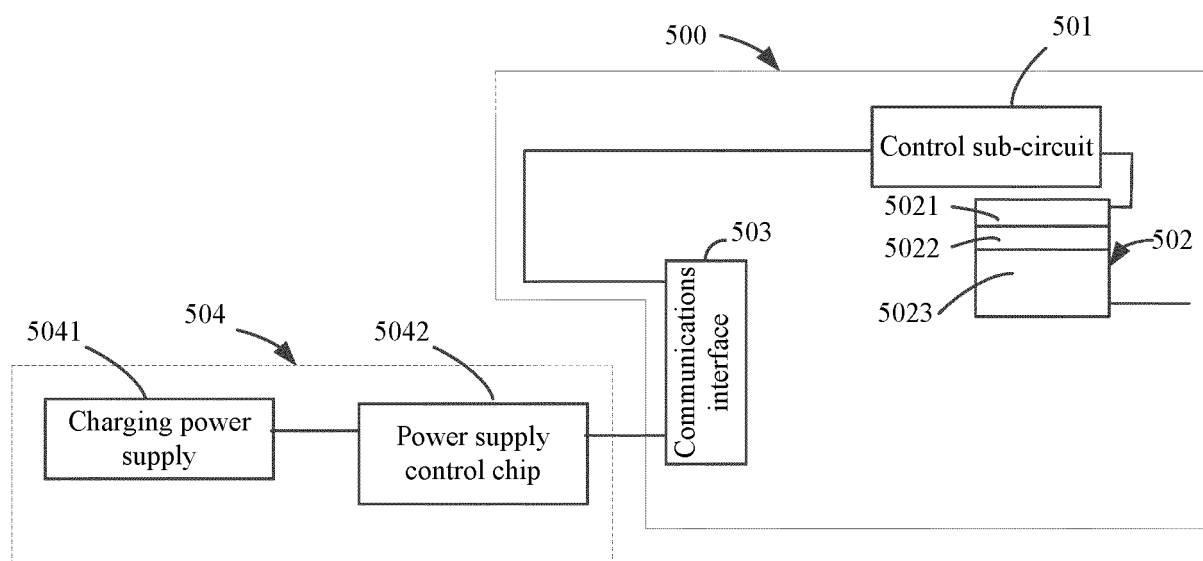 500
501
Control sub-circuit
5021
5022
502
5023
503
Communications
interface
504
5041
5042
Charging power
supply
Power supply
control chip